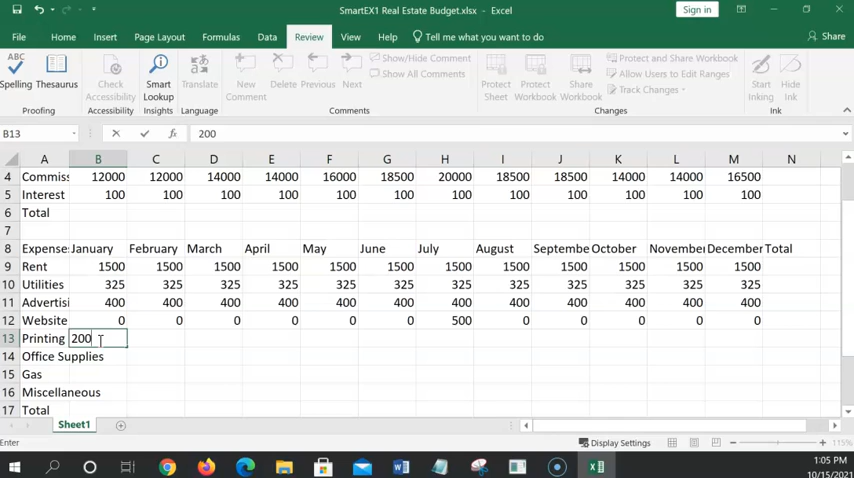 SmartEX1 Real Estate Budget.xlsx - Excel
Sign in
File Home Insert Page Layout Formulas Data Review View Help Tell me what you want to do Share
ABC
Spelling Thesaurus
Proofing
Check Accessibility
Accessibility
Smart Lookup
Insights
Translate
Language
New Comment
Delete Previous Next
Show/Hide Comment
Show All Comments
Comments
Protect Sheet
Protect Workbook
Share Workbook
Protect and Share Workbook
Allow Users to Edit Ranges
Track Changes
Changes
Start Inking
Hide Ink
Ink
B13 fx 200
A B C D E F G H I J K L M N
4 Commiss 12000 12000 14000 14000 16000 18500 20000 18500 18500 14000 14000 16500
5 Interest 100 100 100 100 100 100 100 100 100 100 100 100
6 Total
7
8 Expense: January February March April May June July August Septembe October November December Total
9 Rent 1500 1500 1500 1500 1500 1500 1500 1500 1500 1500 1500 1500
10 Utilities 325 325 325 325 325 325 325 325 325 325 325 325
11 Advertisi 400 400 400 400 400 400 400 400 400 400 400 400
12 Website 0 0 0 0 0 0 500 0 0 0 0 0
13 Printing 200
14 Office Supplies
15 Gas
16 Miscellaneous
17 Total
Sheet1
Enter Display Settings 115%
1:05 PM
10/15/2021